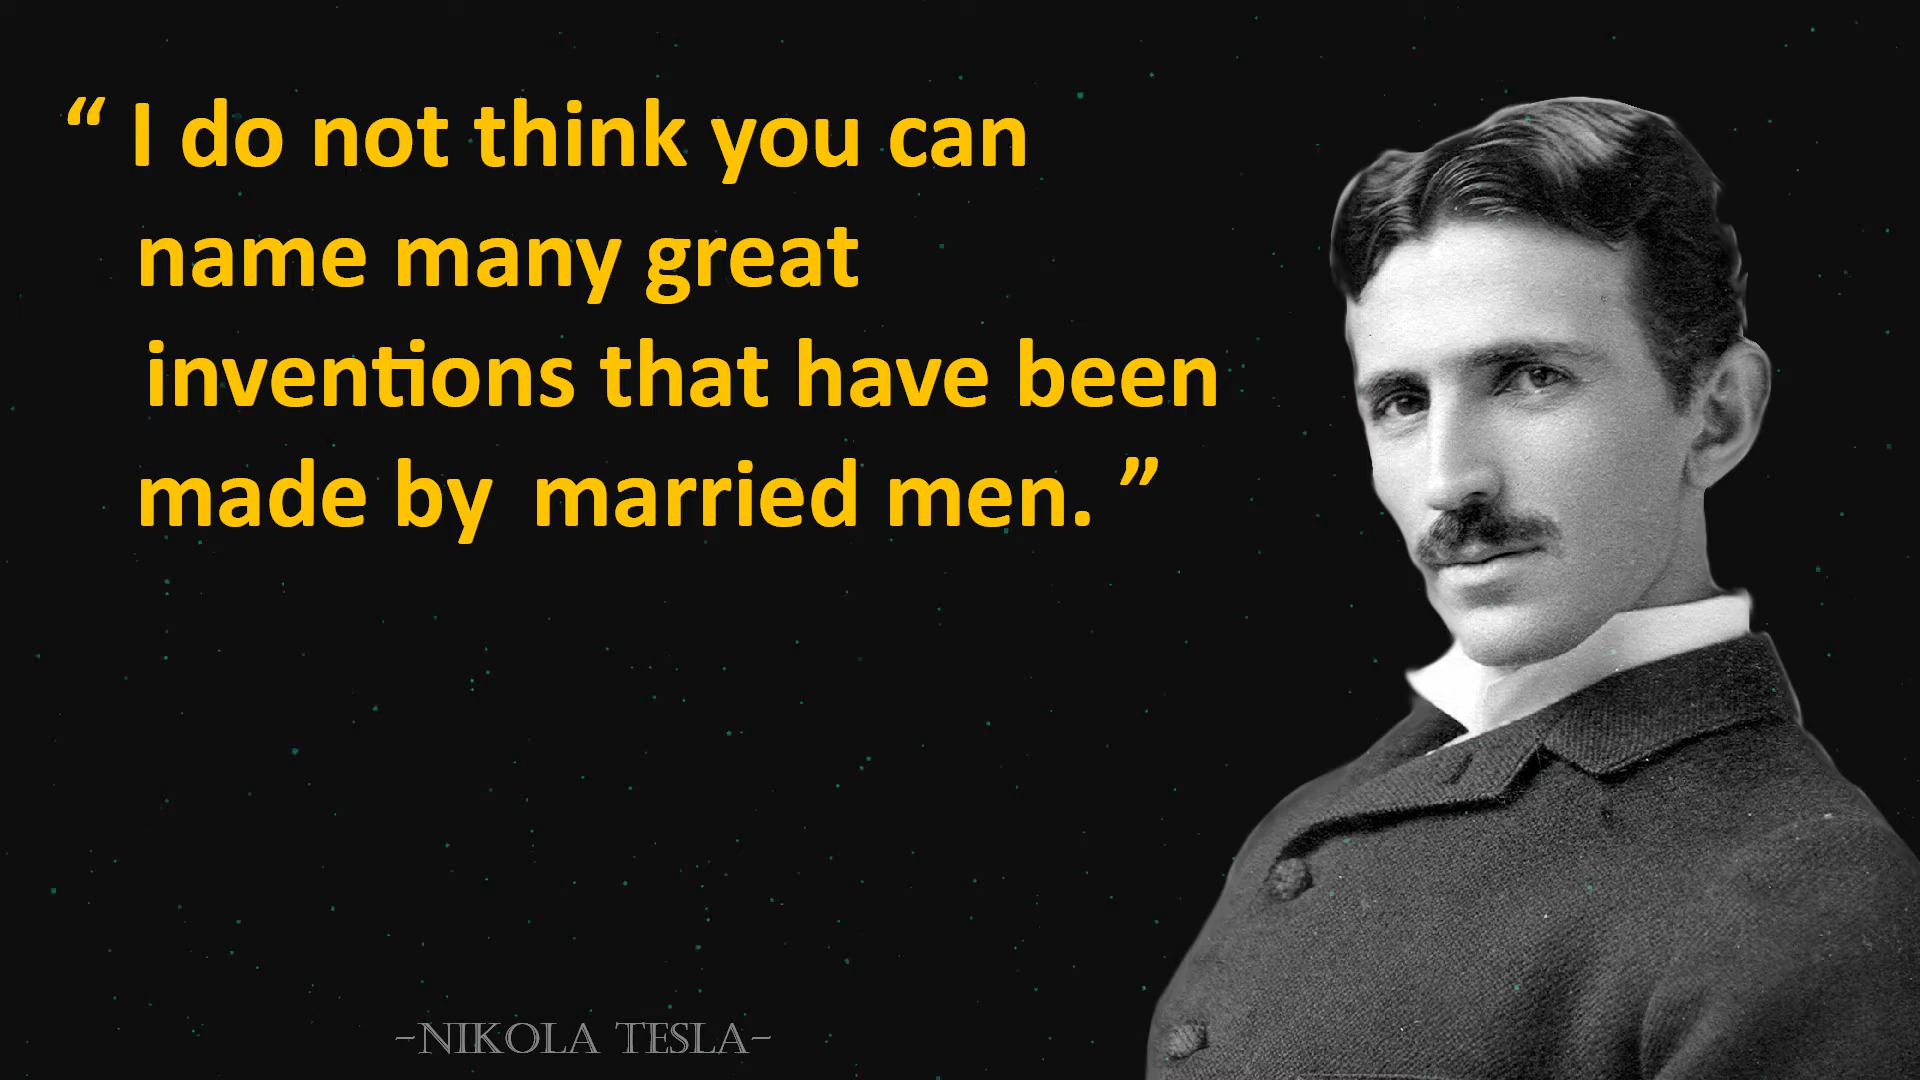 “ I do not think you can
name many great
inventions that have been
made by married men. ”
-NIKOLA TESLA-